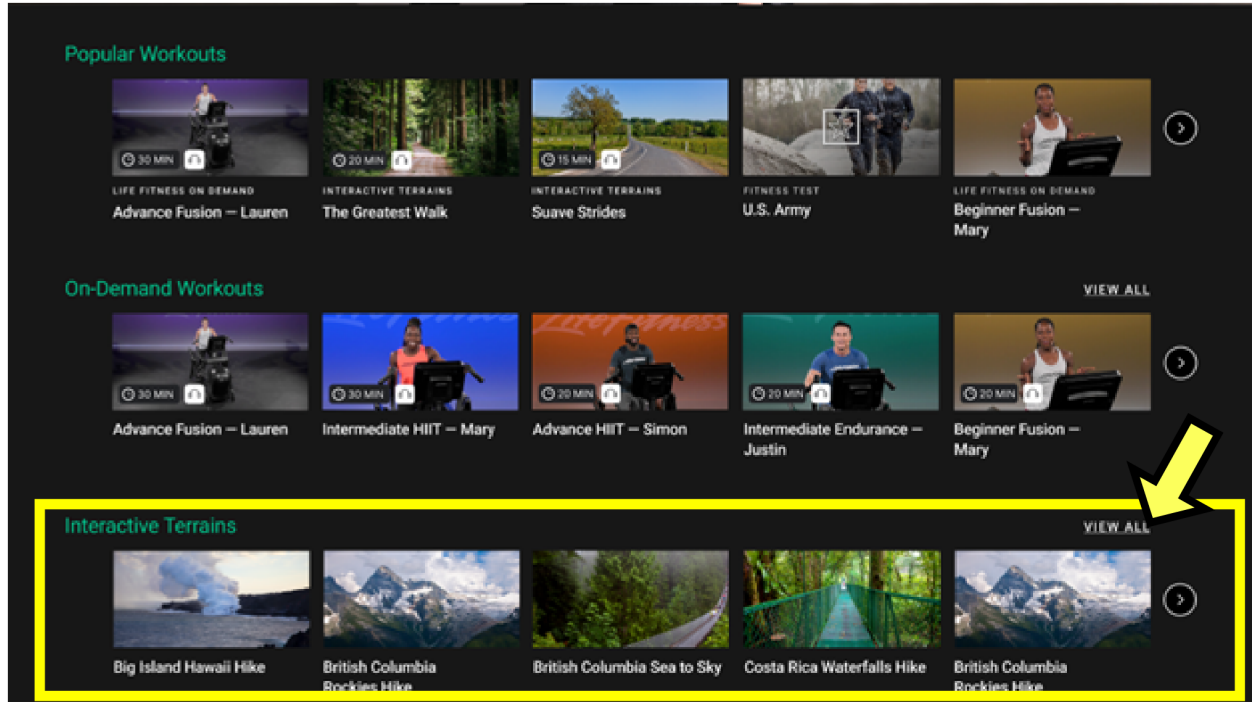 Popular Workouts
30 MIN
20 MIN
15 MIN
LIFE FITNESS ON DEMAND
INTERACTIVE TERRAINS
INTERACTIVE TERRAINS
FITNESS TEST
LIFE FITNESS ON DEMAND
Advance Fusion — Lauren
The Greatest Walk
Suave Strides
U.S. Army
Beginner Fusion —
Mary
On-Demand Workouts
VIEW ALL
LifeFitness
30 MIN
30 MIN
20 MIN
20 MIN
20 MIN
Advance Fusion — Lauren
Intermediate HIIT — Mary
Advance HIIT — Simon
Intermediate Endurance —
Justin
Beginner Fusion —
Mary
Interactive Terrains
VIEW ALL
Big Island Hawaii Hike
British Columbia
Rockies Hike
British Columbia Sea to Sky
Costa Rica Waterfalls Hike
British Columbia
Rockies Hike